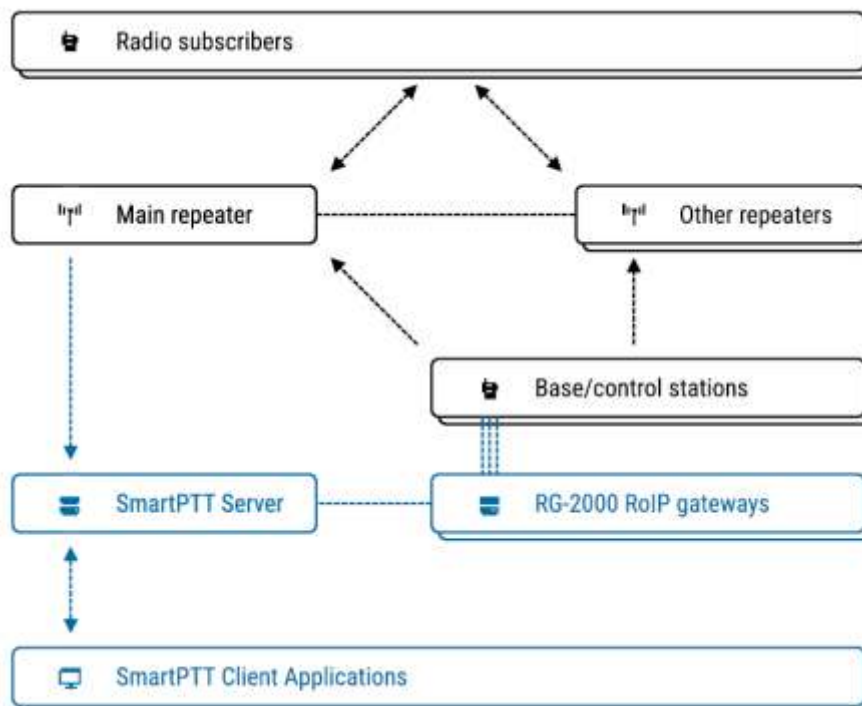 Radio subscribers
Main repeater
Other repeaters
Base/control stations
SmartPTT Server
RG-2000 RoIP gateways
SmartPTT Client Applications